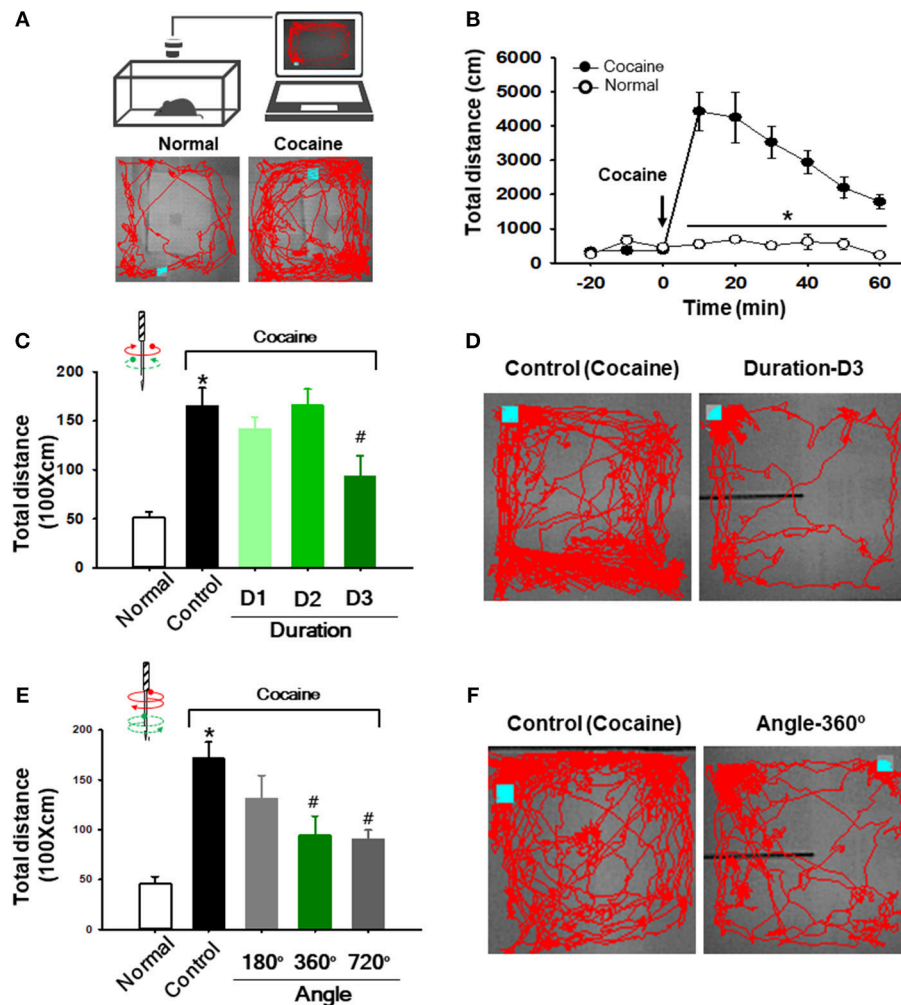 A
Normal
Cocaine
B
Total distance (cm)
6000
5000
4000
3000
2000
1000
0
Cocaine
Normal
Cocaine
*
-20
0
20
40
60
Time (min)
C
Cocaine
Total distance
(100Xcm)
200
150
100
50
0
*
#
Normal
Control
D1
D2
D3
Duration
D
Control (Cocaine)
Duration-D3
E
Cocaine
Total distance
(100Xcm)
200
150
100
50
0
*
#
#
Normal
Control
180°
360°
720°
Angle
F
Control (Cocaine)
Angle-360°